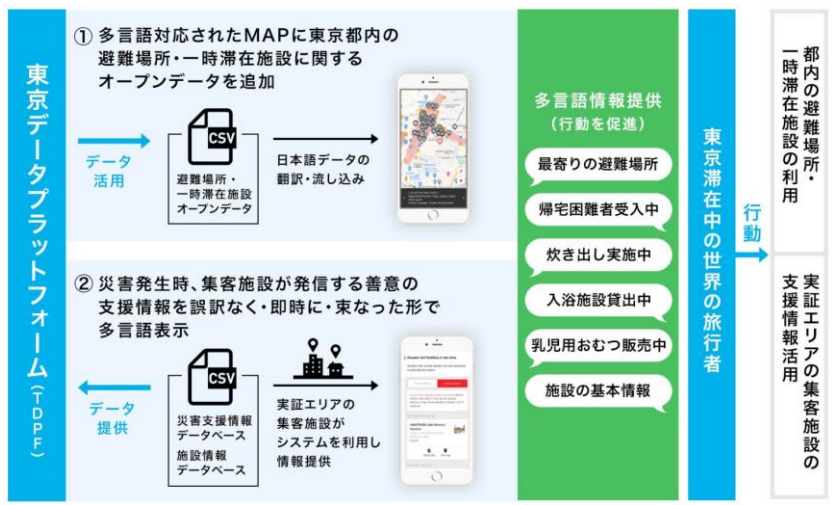 東京データプラットフォーム(TDPF)
① 多言語対応されたMAPに東京都内の
避難場所・一時滞在施設に関する
オープンデータを追加
データ
活用
CSV
避難場所・
一時滞在施設
オープンデータ
日本語データの
翻訳・流し込み
② 災害発生時、集客施設が発信する善意の
支援情報を誤訳なく・即時に・束なった形で
多言語表示
データ
提供
CSV
災害支援情報
データベース
施設情報
データベース
実証エリアの
集客施設が
システムを利用し
情報提供
多言語情報提供
(行動を促進)
最寄りの避難場所
帰宅困難者受入中
炊き出し実施中
入浴施設貸出中
乳児用おむつ販売中
施設の基本情報
東京滞在中の世界の旅行者
行動
都内の避難場所・
一時滞在施設の利用
実証エリアの集客施設の
支援情報活用